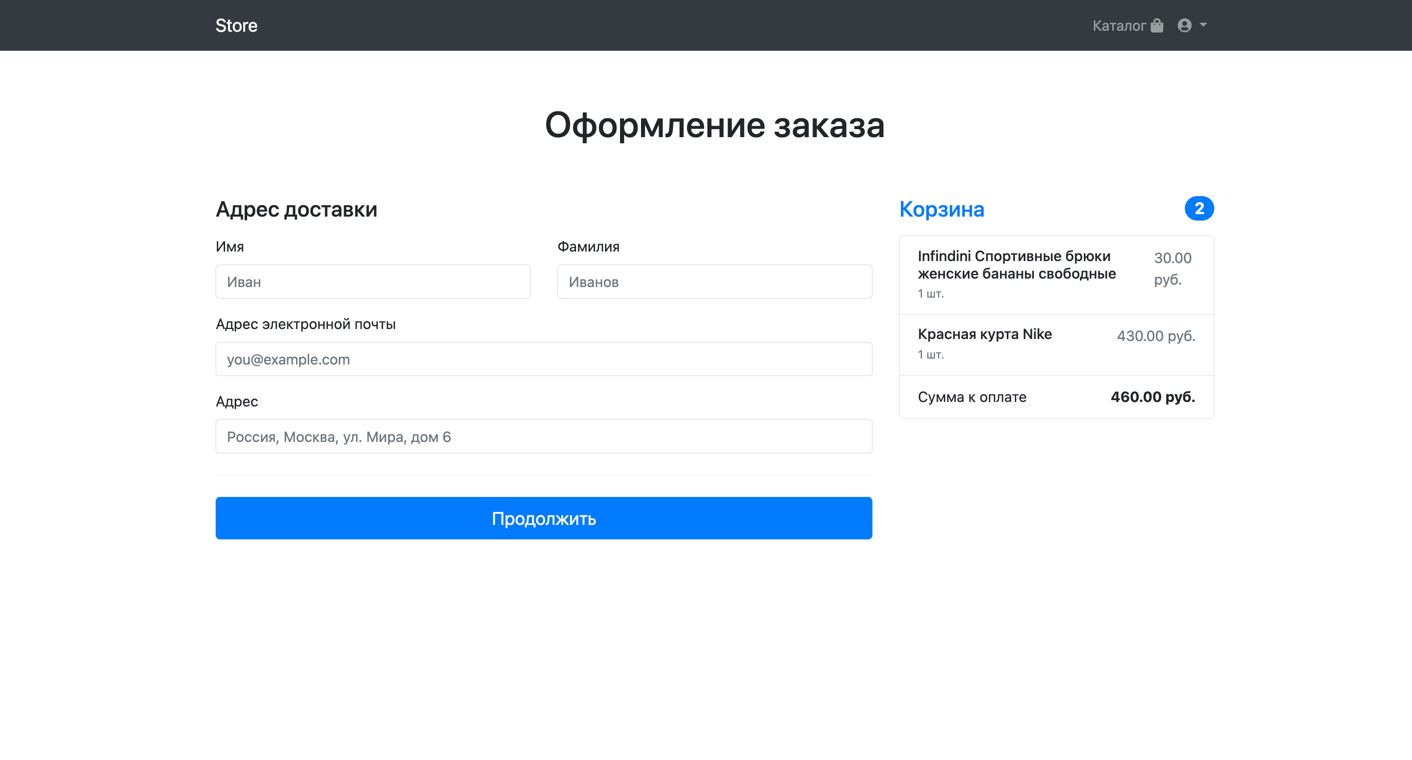 Store
Каталог
Оформление заказа
Адрес доставки
Имя
Фамилия
Иван
Иванов
Адрес электронной почты
you@example.com
Адрес
Россия, Москва, ул. Мира, дом 6
Продолжить
Корзина
2
Infindini Спортивные брюки
женские бананы свободные
1 шт.
30.00
руб.
Красная курта Nike
1 шт.
430.00 руб.
Сумма к оплате
460.00 руб.